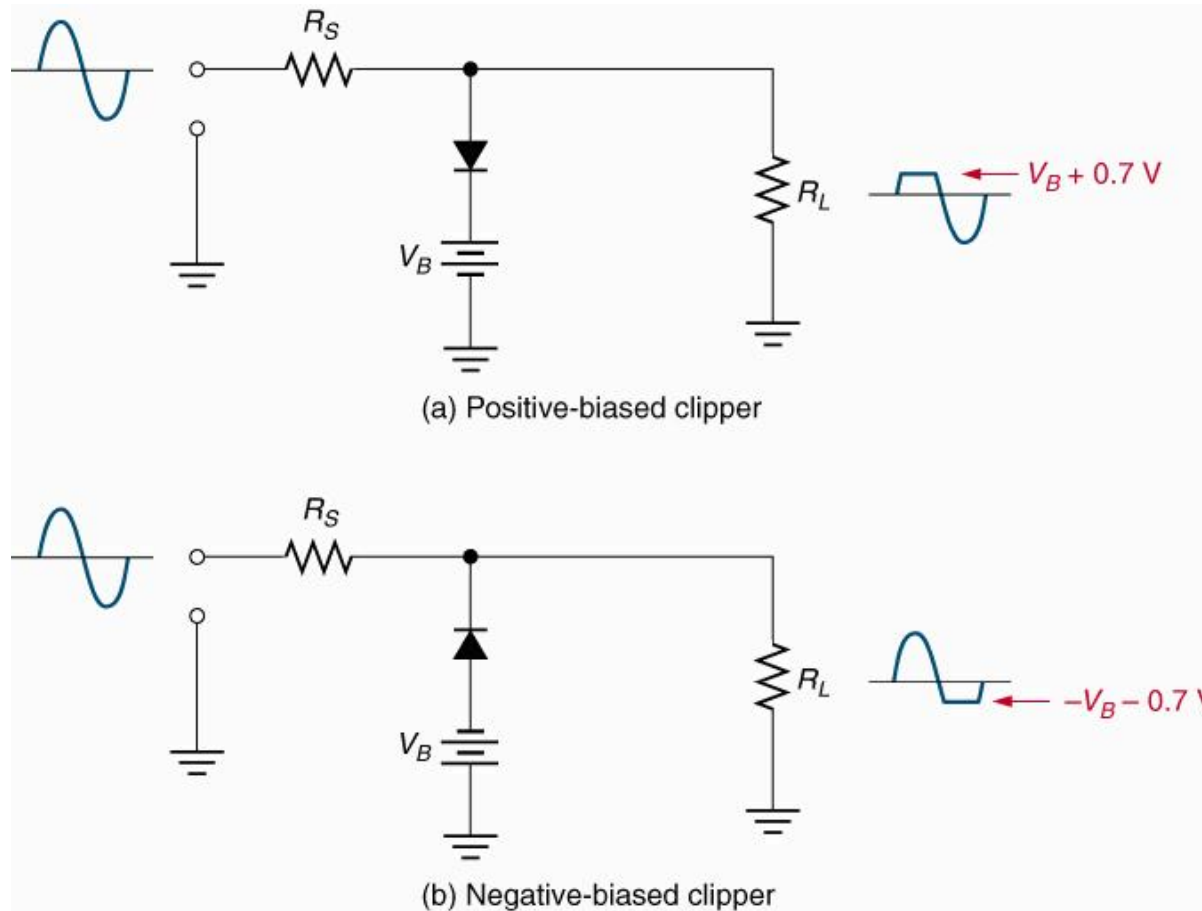 R_S
V_B
R_L
V_B + 0.7 V
(a) Positive-biased clipper
R_S
V_B
R_L
–V_B – 0.7 V
(b) Negative-biased clipper